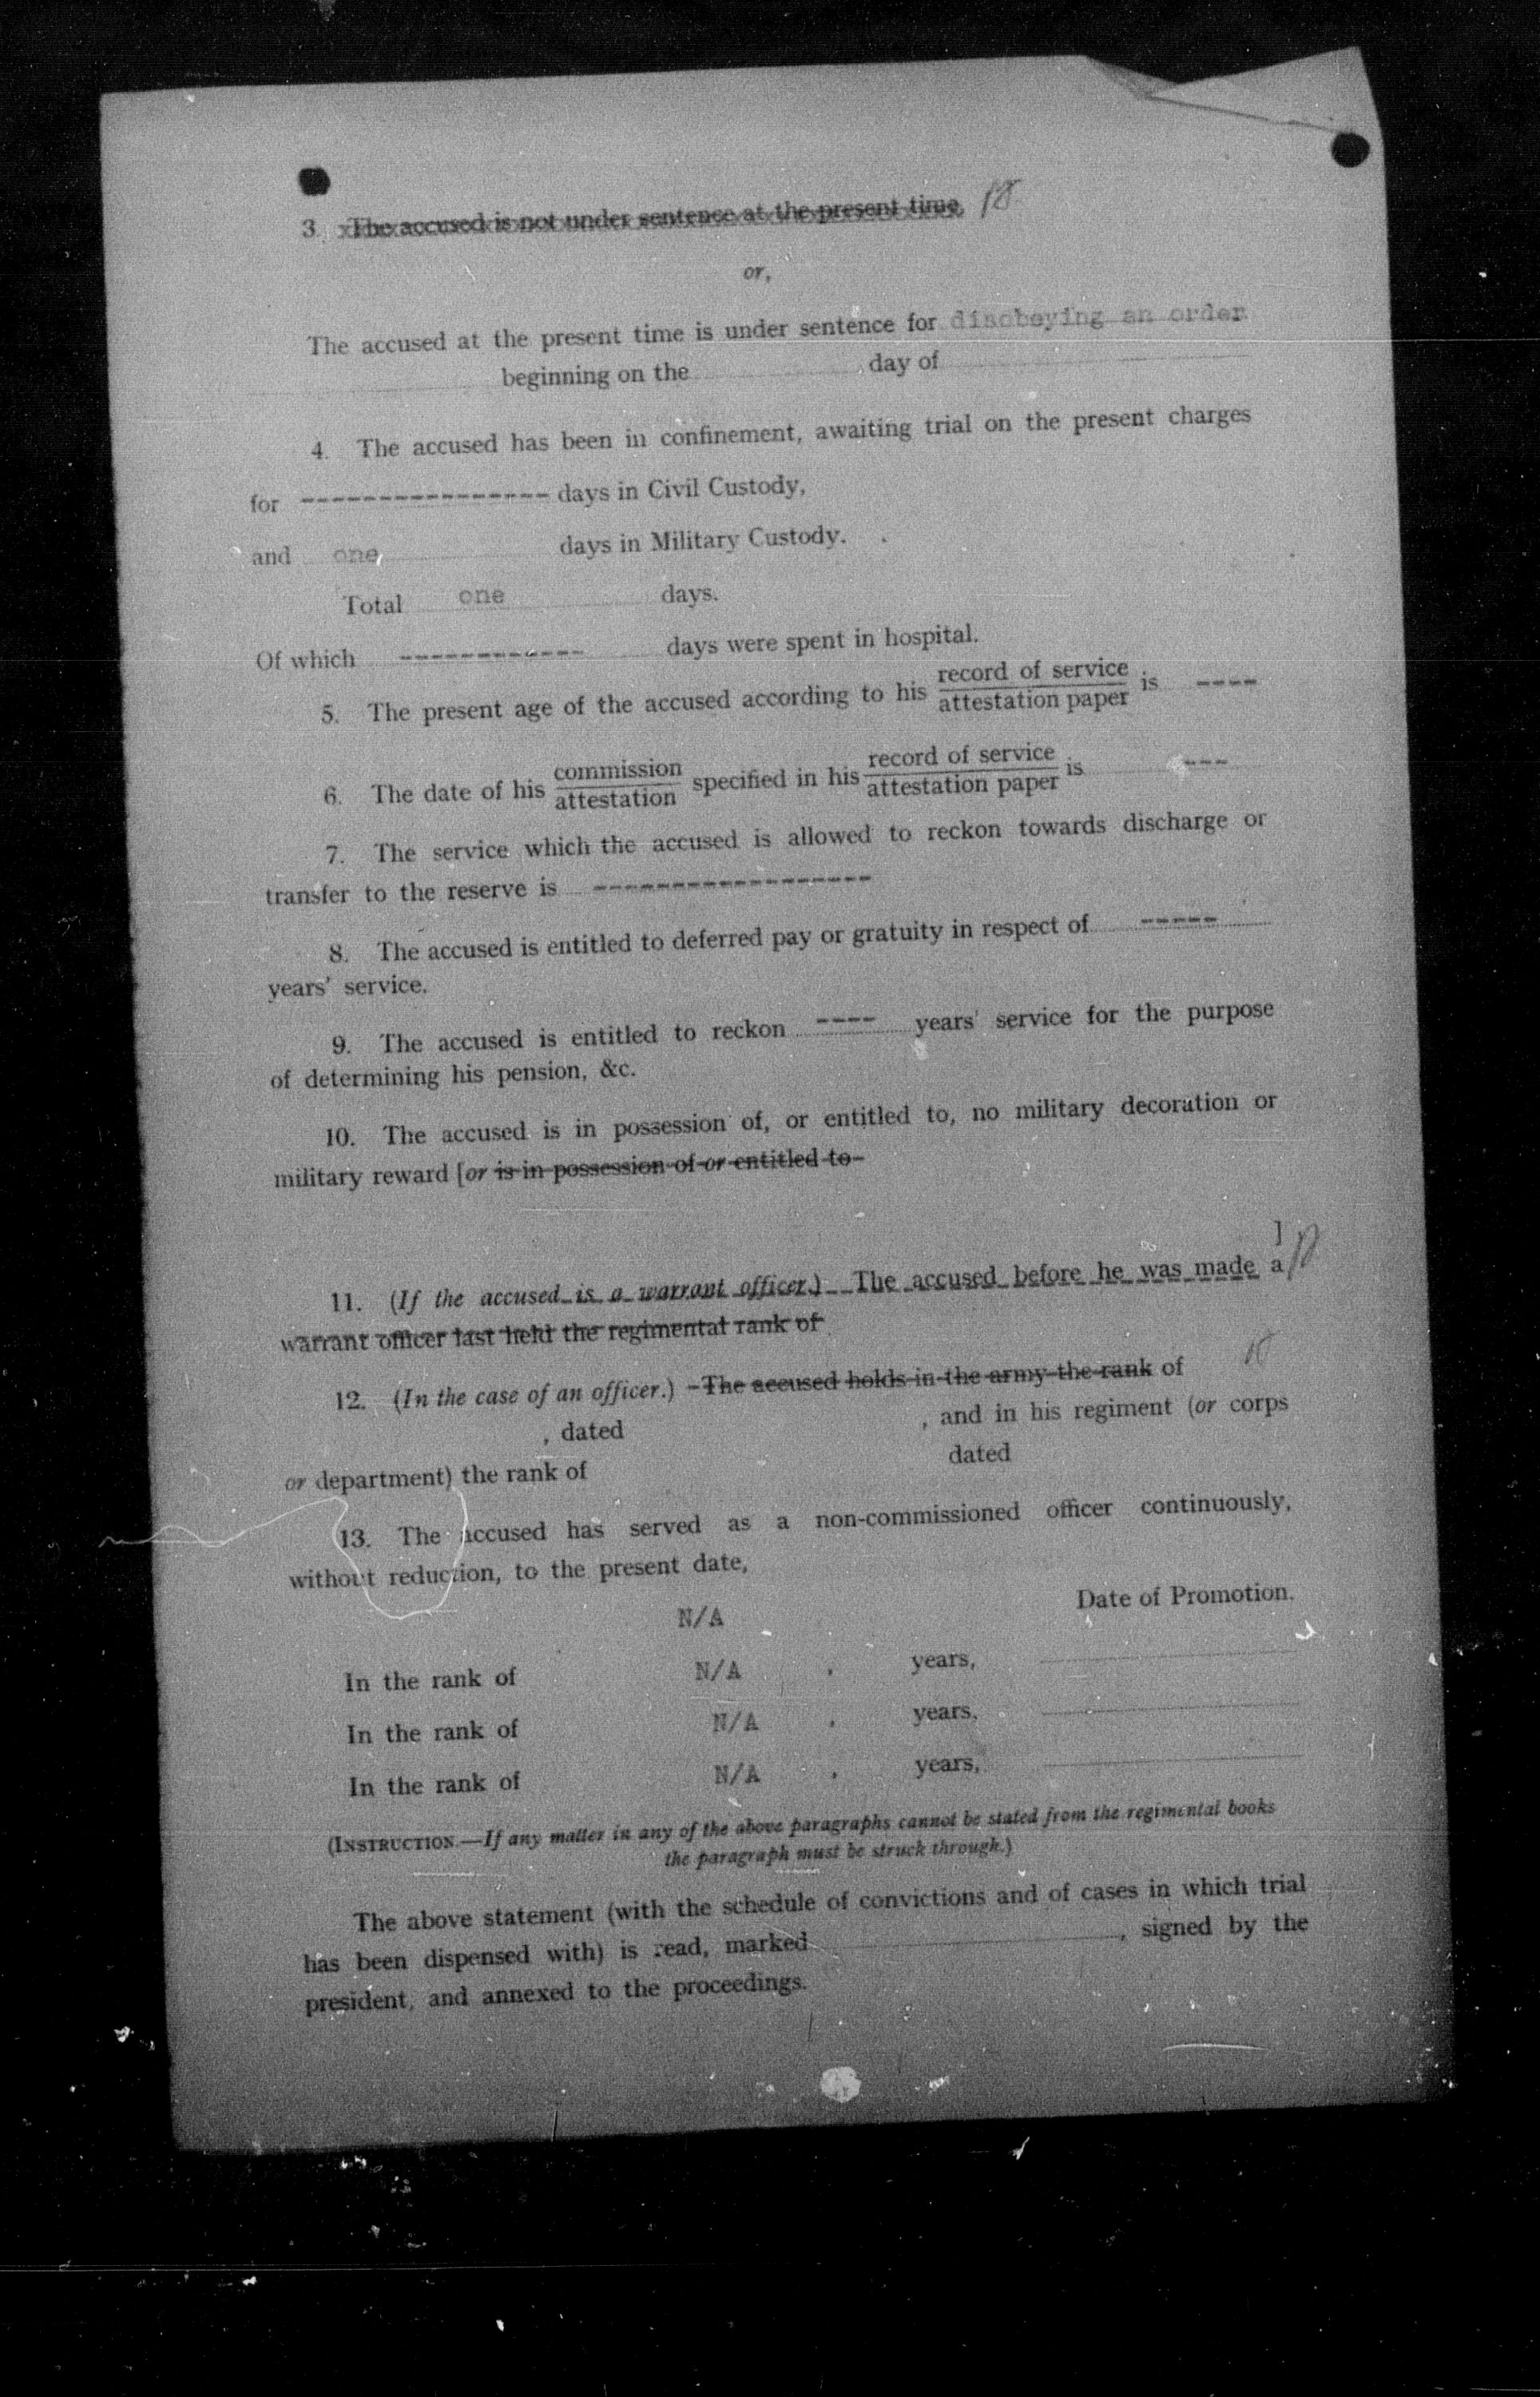 3. The accused is not under sentence at the present time,
or,
The accused at the present time is under sentence for disobeying an order
beginning on the day of
4. The accused has been in confinement, awaiting trial on the present charges
for ---------------- days in Civil Custody,
and one, days in Military Custody.
Total one days.
Of which ------------ days were spent in hospital.
5. The present age of the accused according to his record of service / attestation paper is ----
6. The date of his commission / attestation specified in his record of service / attestation paper is ---
7. The service which the accused is allowed to reckon towards discharge or
transfer to the reserve is ------------------
8. The accused is entitled to deferred pay or gratuity in respect of -----
years' service.
9. The accused is entitled to reckon ---- years' service for the purpose
of determining his pension, &c.
10. The accused is in possession of, or entitled to, no military decoration or
military reward [or is in possession of or entitled to
]
11. (If the accused is a warrant officer.) The accused before he was made a
warrant officer last held the regimental rank of
12. (In the case of an officer.) The accused holds in the army the rank of
, dated , and in his regiment (or corps
or department) the rank of dated
13. The accused has served as a non-commissioned officer continuously,
without reduction, to the present date,
Date of Promotion.
N/A
In the rank of N/A , years,
In the rank of N/A , years,
In the rank of N/A , years,
(INSTRUCTION.—If any matter in any of the above paragraphs cannot be stated from the regimental books
the paragraph must be struck through.)
The above statement (with the schedule of convictions and of cases in which trial
has been dispensed with) is read, marked , signed by the
president, and annexed to the proceedings.